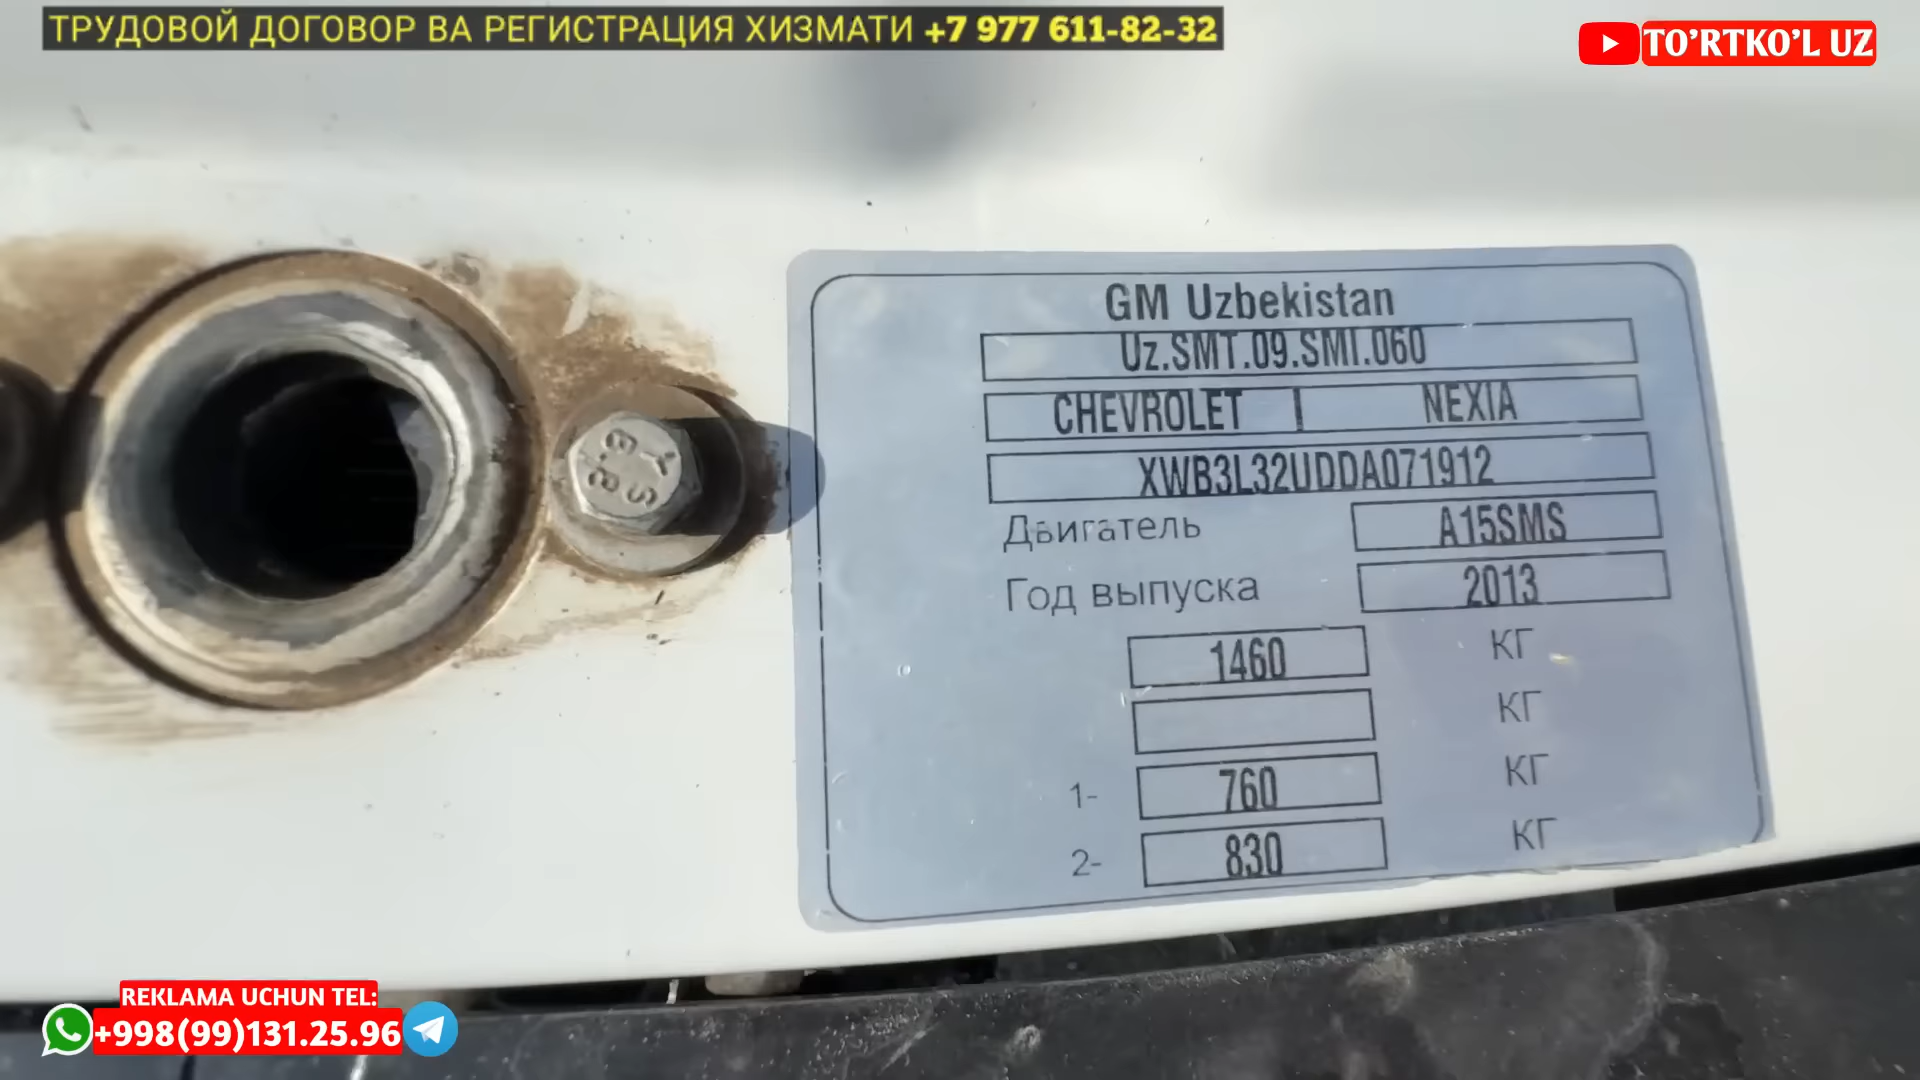 ТРУДОВОЙ ДОГОВОР ВА РЕГИСТРАЦИЯ ХИЗМАТИ +7 977 611-82-32
TO'RTKO'L UZ
GM Uzbekistan
Uz.SMT.09.SMI.060
CHEVROLET | NEXIA
XWB3L32UDDA071912
Двигатель A15SMS
Год выпуска 2013
1460 КГ
КГ
1- 760 КГ
2- 830 КГ
REKLAMA UCHUN TEL:
+998(99)131.25.96